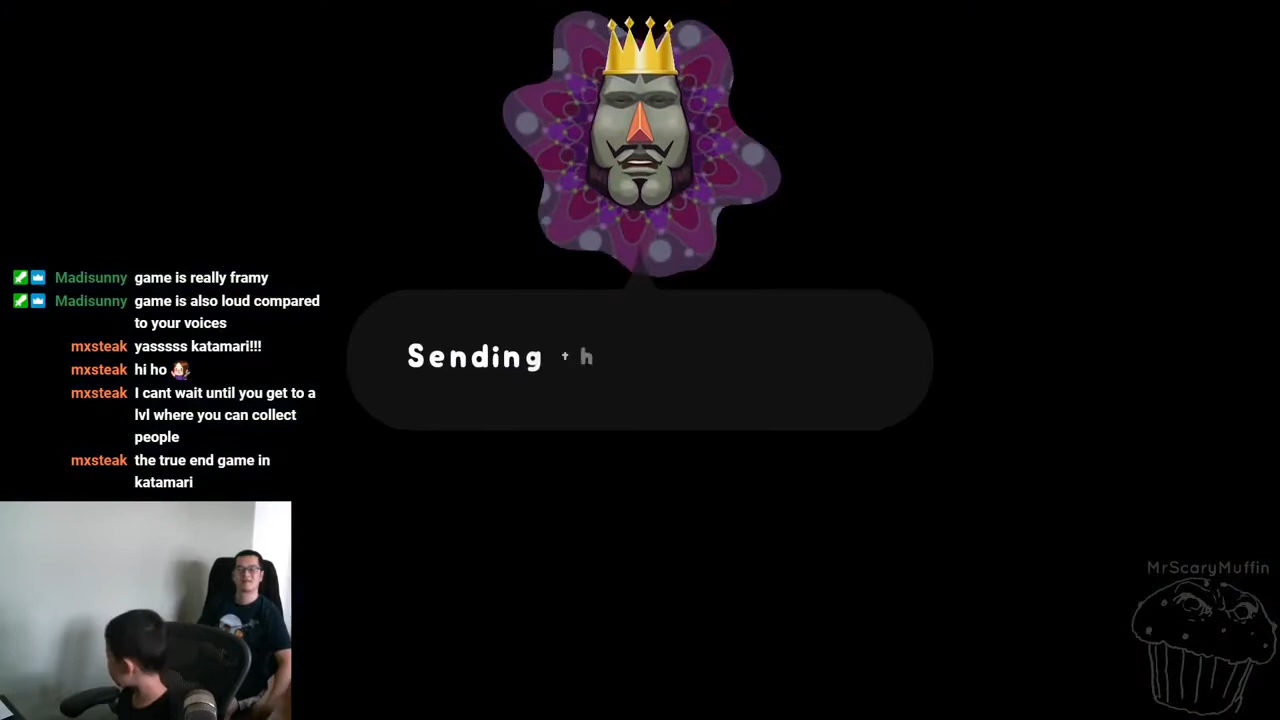 Madisunny game is really framy
Madisunny game is also loud compared
to your voices
mxsteak yasssss katamari!!!
mxsteak hi ho
mxsteak I cant wait until you get to a
lvl where you can collect
people
mxsteak the true end game in
katamari
Sending th
MrScaryMuffin